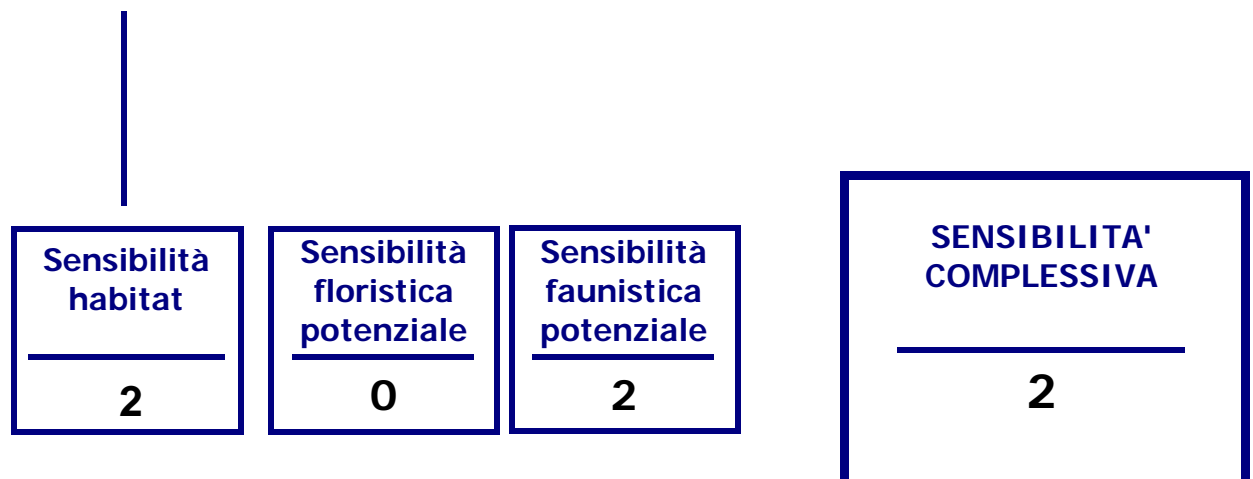 Sensibilità
habitat
2
Sensibilità
floristica
potenziale
0
Sensibilità
faunistica
potenziale
2
SENSIBILITA'
COMPLESSIVA
2